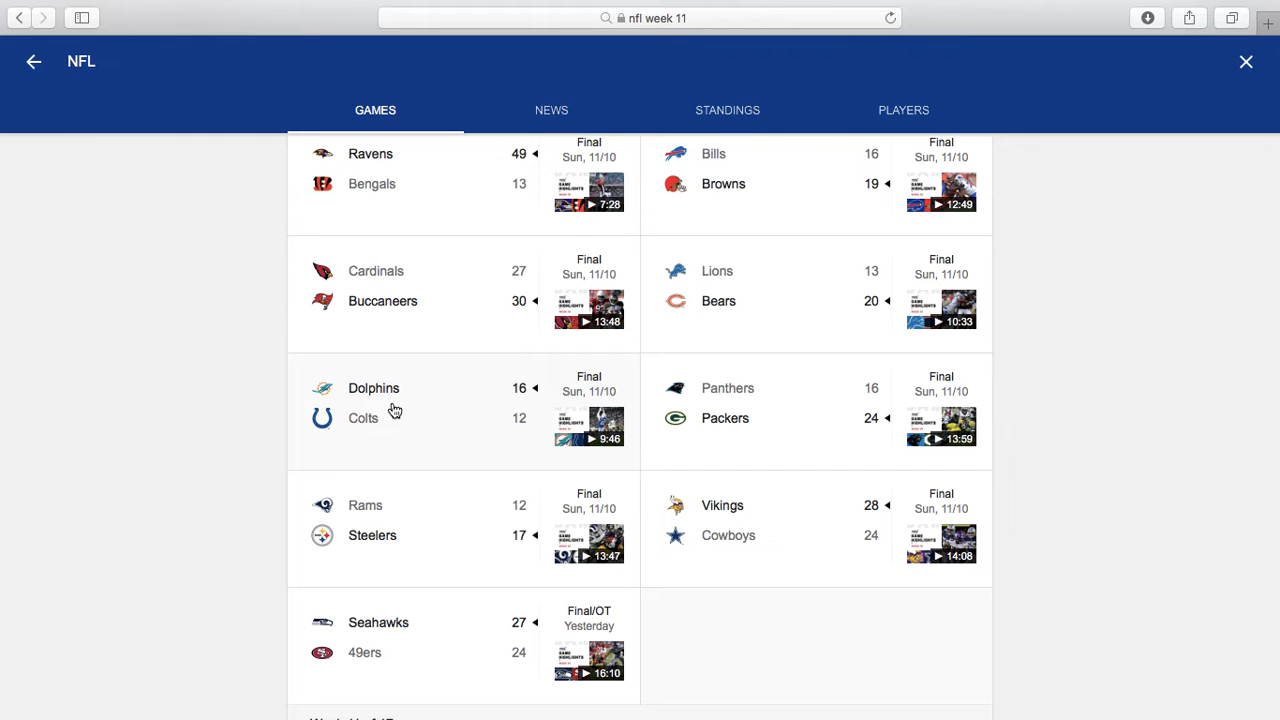 nfl week 11
NFL
GAMES NEWS STANDINGS PLAYERS
Ravens 49
Bengals 13
Final
Sun, 11/10
7:28
Bills 16
Browns 19
Final
Sun, 11/10
12:49
Cardinals 27
Buccaneers 30
Final
Sun, 11/10
13:48
Lions 13
Bears 20
Final
Sun, 11/10
10:33
Dolphins 16
Colts 12
Final
Sun, 11/10
9:46
Panthers 16
Packers 24
Final
Sun, 11/10
13:59
Rams 12
Steelers 17
Final
Sun, 11/10
13:47
Vikings 28
Cowboys 24
Final
Sun, 11/10
14:08
Seahawks 27
49ers 24
Final/OT
Yesterday
16:10